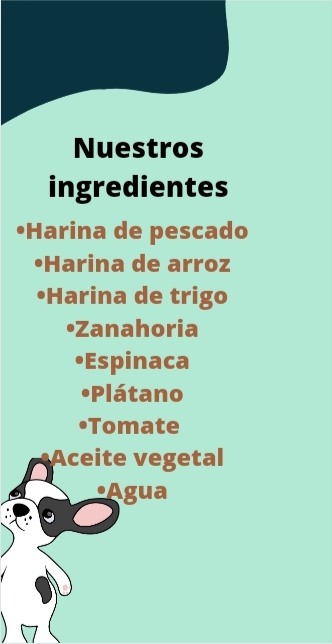 Nuestros
ingredientes
•Harina de pescado
•Harina de arroz
•Harina de trigo
•Zanahoria
•Espinaca
•Plátano
•Tomate
•Aceite vegetal
•Agua